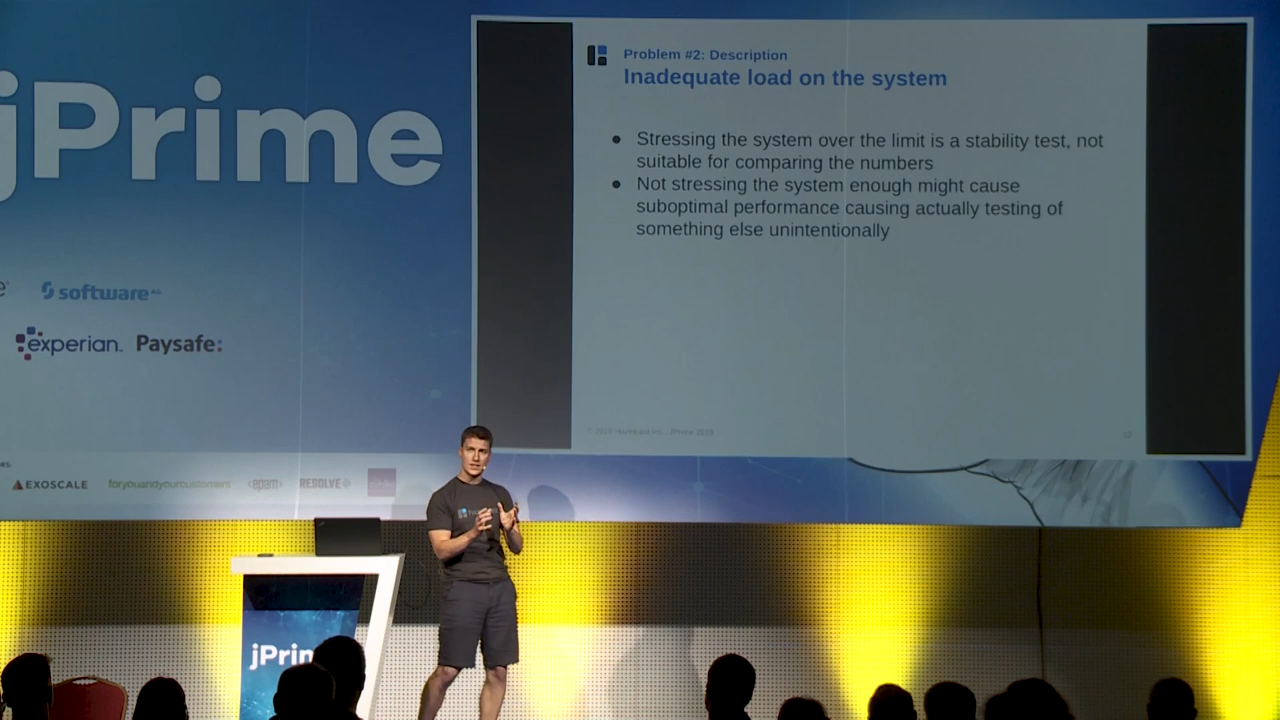 jPrime
software AG
experian.
Paysafe:
EXOSCALE
foryouandyourcustomers
<epam>
RESOLVE
Problem #2: Description
Inadequate load on the system
● Stressing the system over the limit is a stability test, not
suitable for comparing the numbers
● Not stressing the system enough might cause
suboptimal performance causing actually testing of
something else unintentionally
jPrim